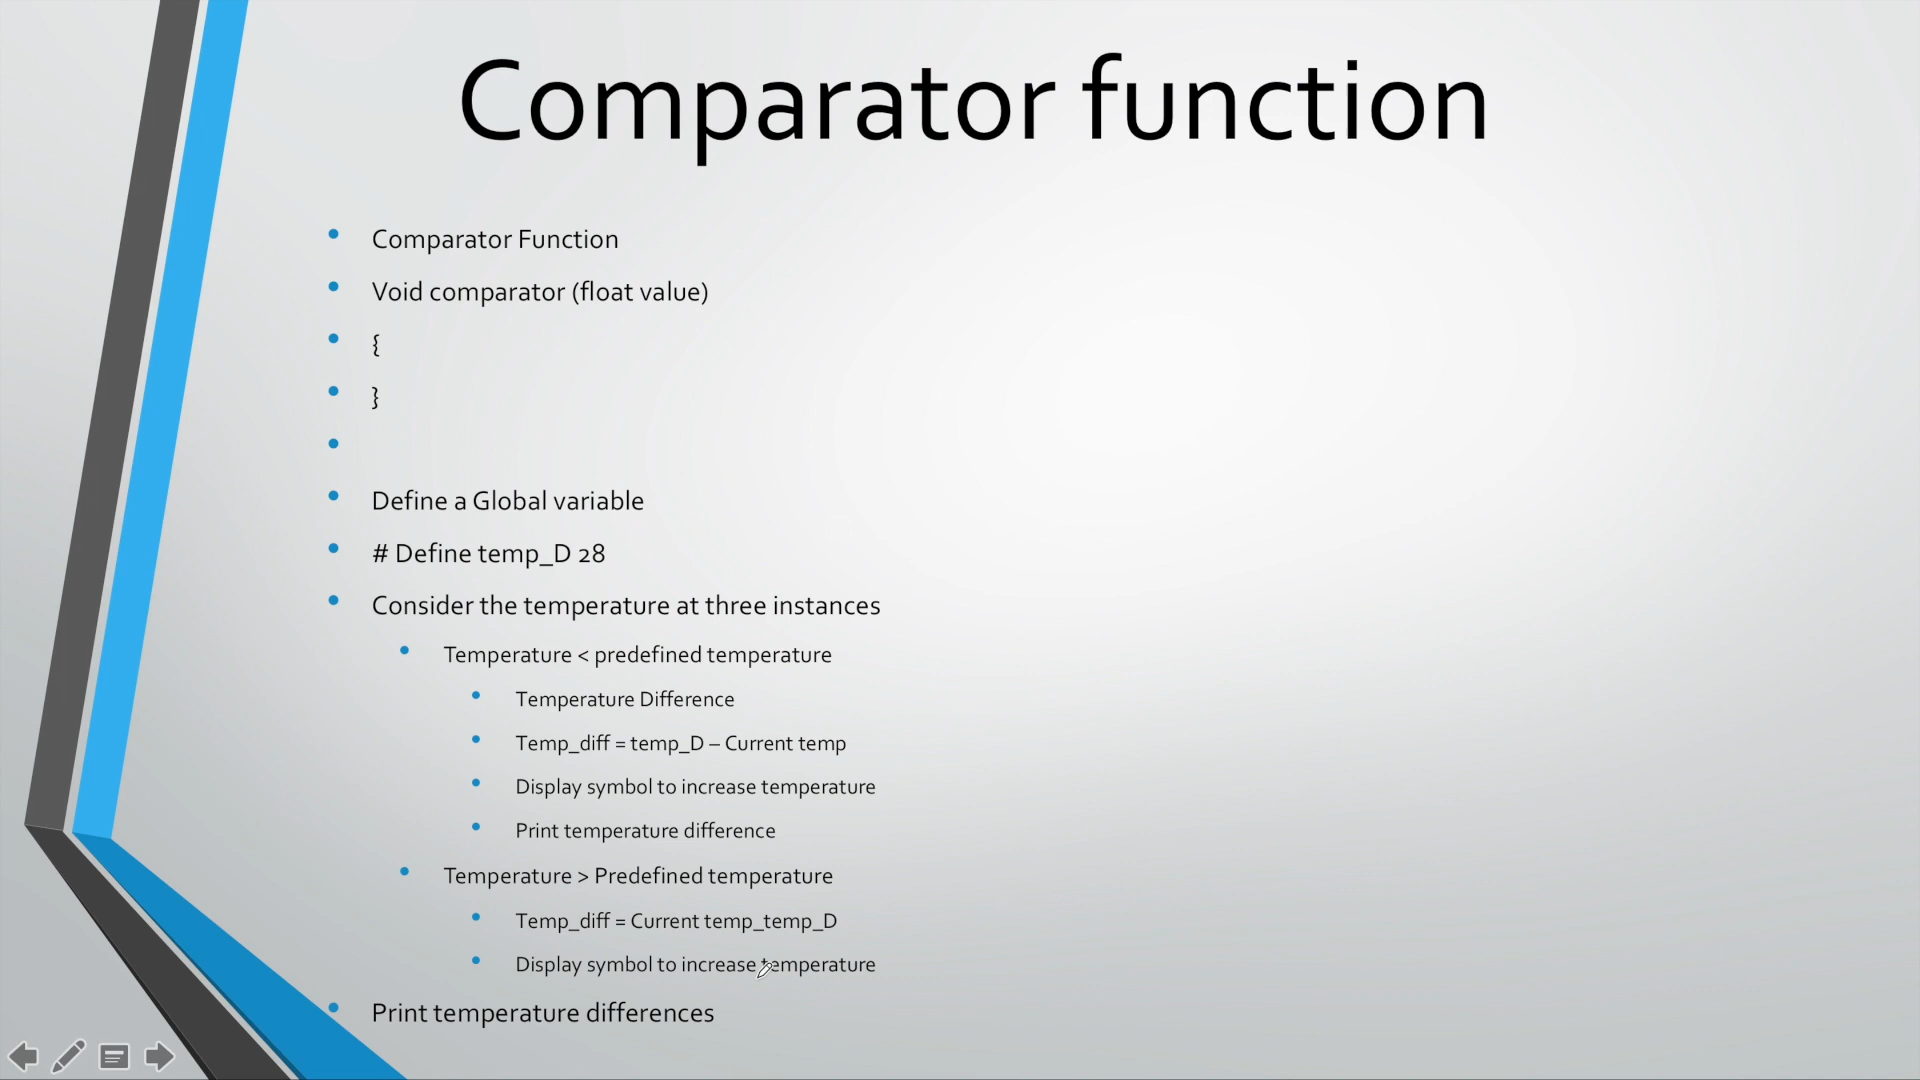 Comparator function
Comparator Function
Void comparator (float value)
{
}
Define a Global variable
# Define temp_D 28
Consider the temperature at three instances
Temperature < predefined temperature
Temperature Difference
Temp_diff = temp_D – Current temp
Display symbol to increase temperature
Print temperature difference
Temperature > Predefined temperature
Temp_diff = Current temp_temp_D
Display symbol to increase temperature
Print temperature differences